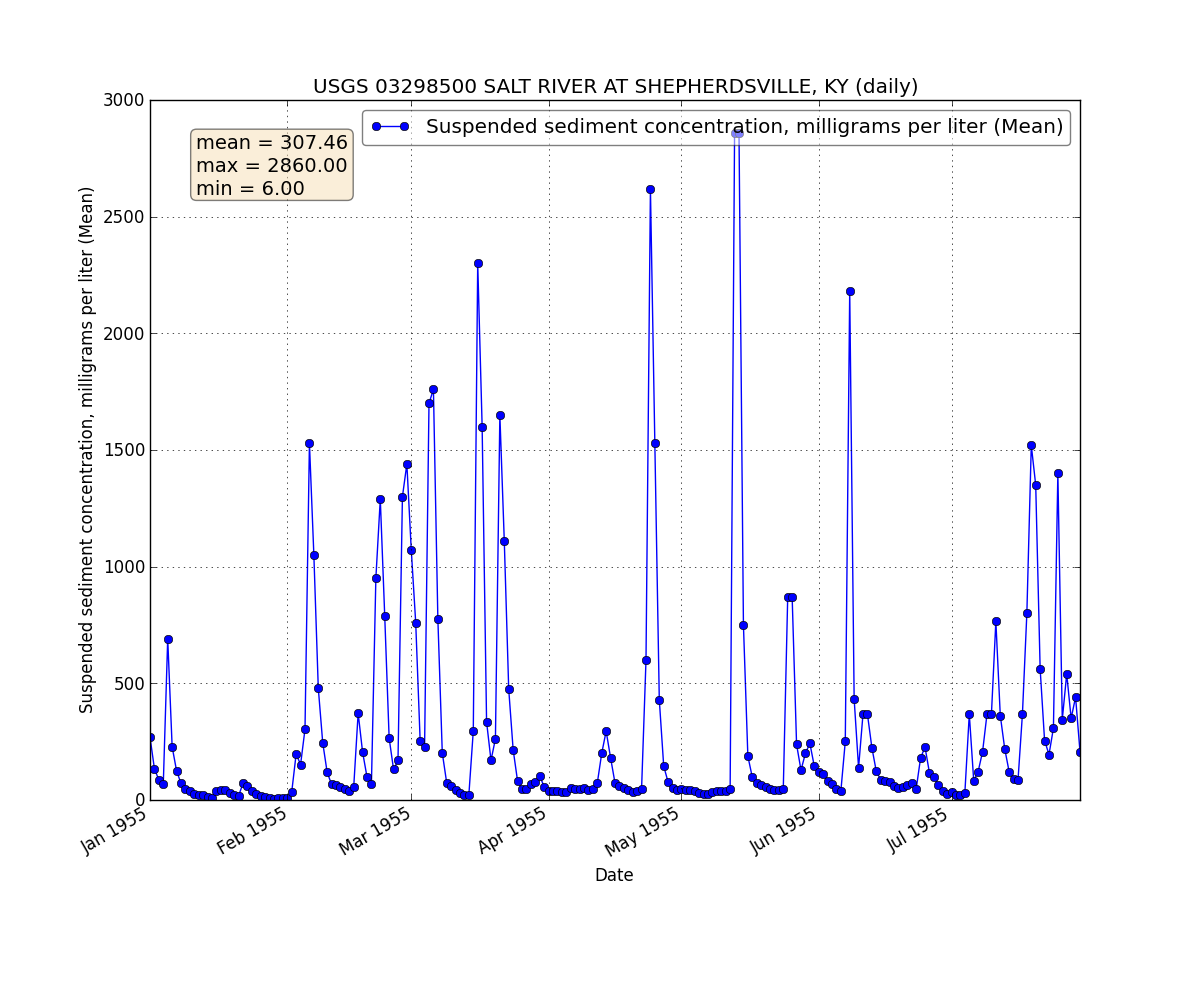 USGS 03298500 SALT RIVER AT SHEPHERDSVILLE, KY (daily)
3000
Suspended sediment concentration, milligrams per liter (Mean)
mean = 307.46
max = 2860.00
min = 6.00
2500
2000
1500
1000
500
0
Suspended sediment concentration, milligrams per liter (Mean)
Jan 1955
Feb 1955
Mar 1955
Apr 1955
May 1955
Jun 1955
Jul 1955
Date